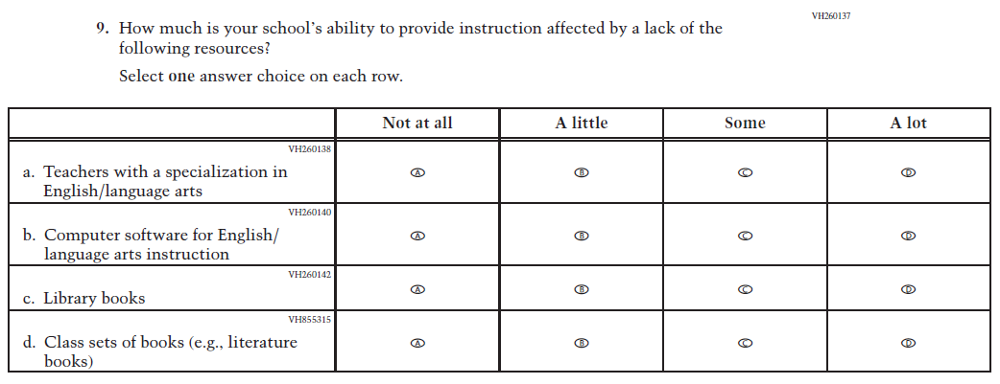 VH260137
9. How much is your school’s ability to provide instruction affected by a lack of the
following resources?
Select one answer choice on each row.
Not at all A little Some A lot
VH260138
a. Teachers with a specialization in
English/language arts
A B C D
VH260140
b. Computer software for English/
language arts instruction
A B C D
VH260142
c. Library books
A B C D
VH855315
d. Class sets of books (e.g., literature
books)
A B C D